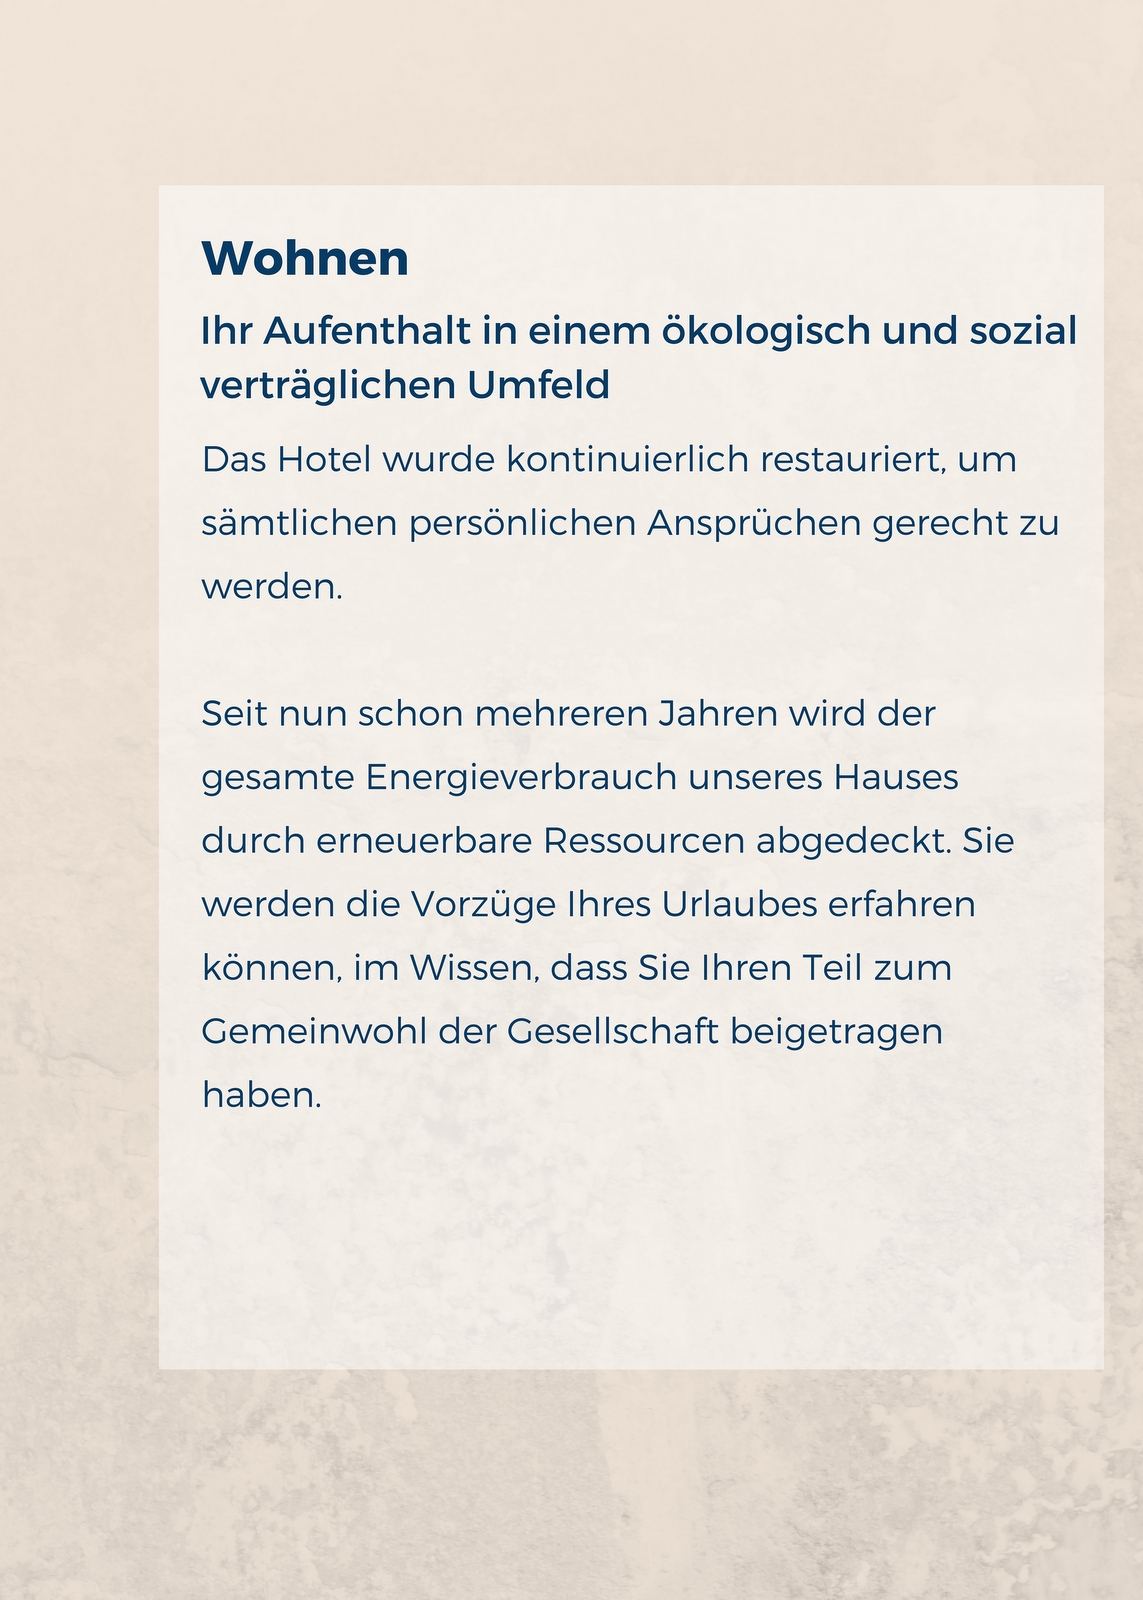 Wohnen
Ihr Aufenthalt in einem ökologisch und sozial
verträglichen Umfeld
Das Hotel wurde kontinuierlich restauriert, um
sämtlichen persönlichen Ansprüchen gerecht zu
werden.
Seit nun schon mehreren Jahren wird der
gesamte Energieverbrauch unseres Hauses
durch erneuerbare Ressourcen abgedeckt. Sie
werden die Vorzüge Ihres Urlaubes erfahren
können, im Wissen, dass Sie Ihren Teil zum
Gemeinwohl der Gesellschaft beigetragen
haben.